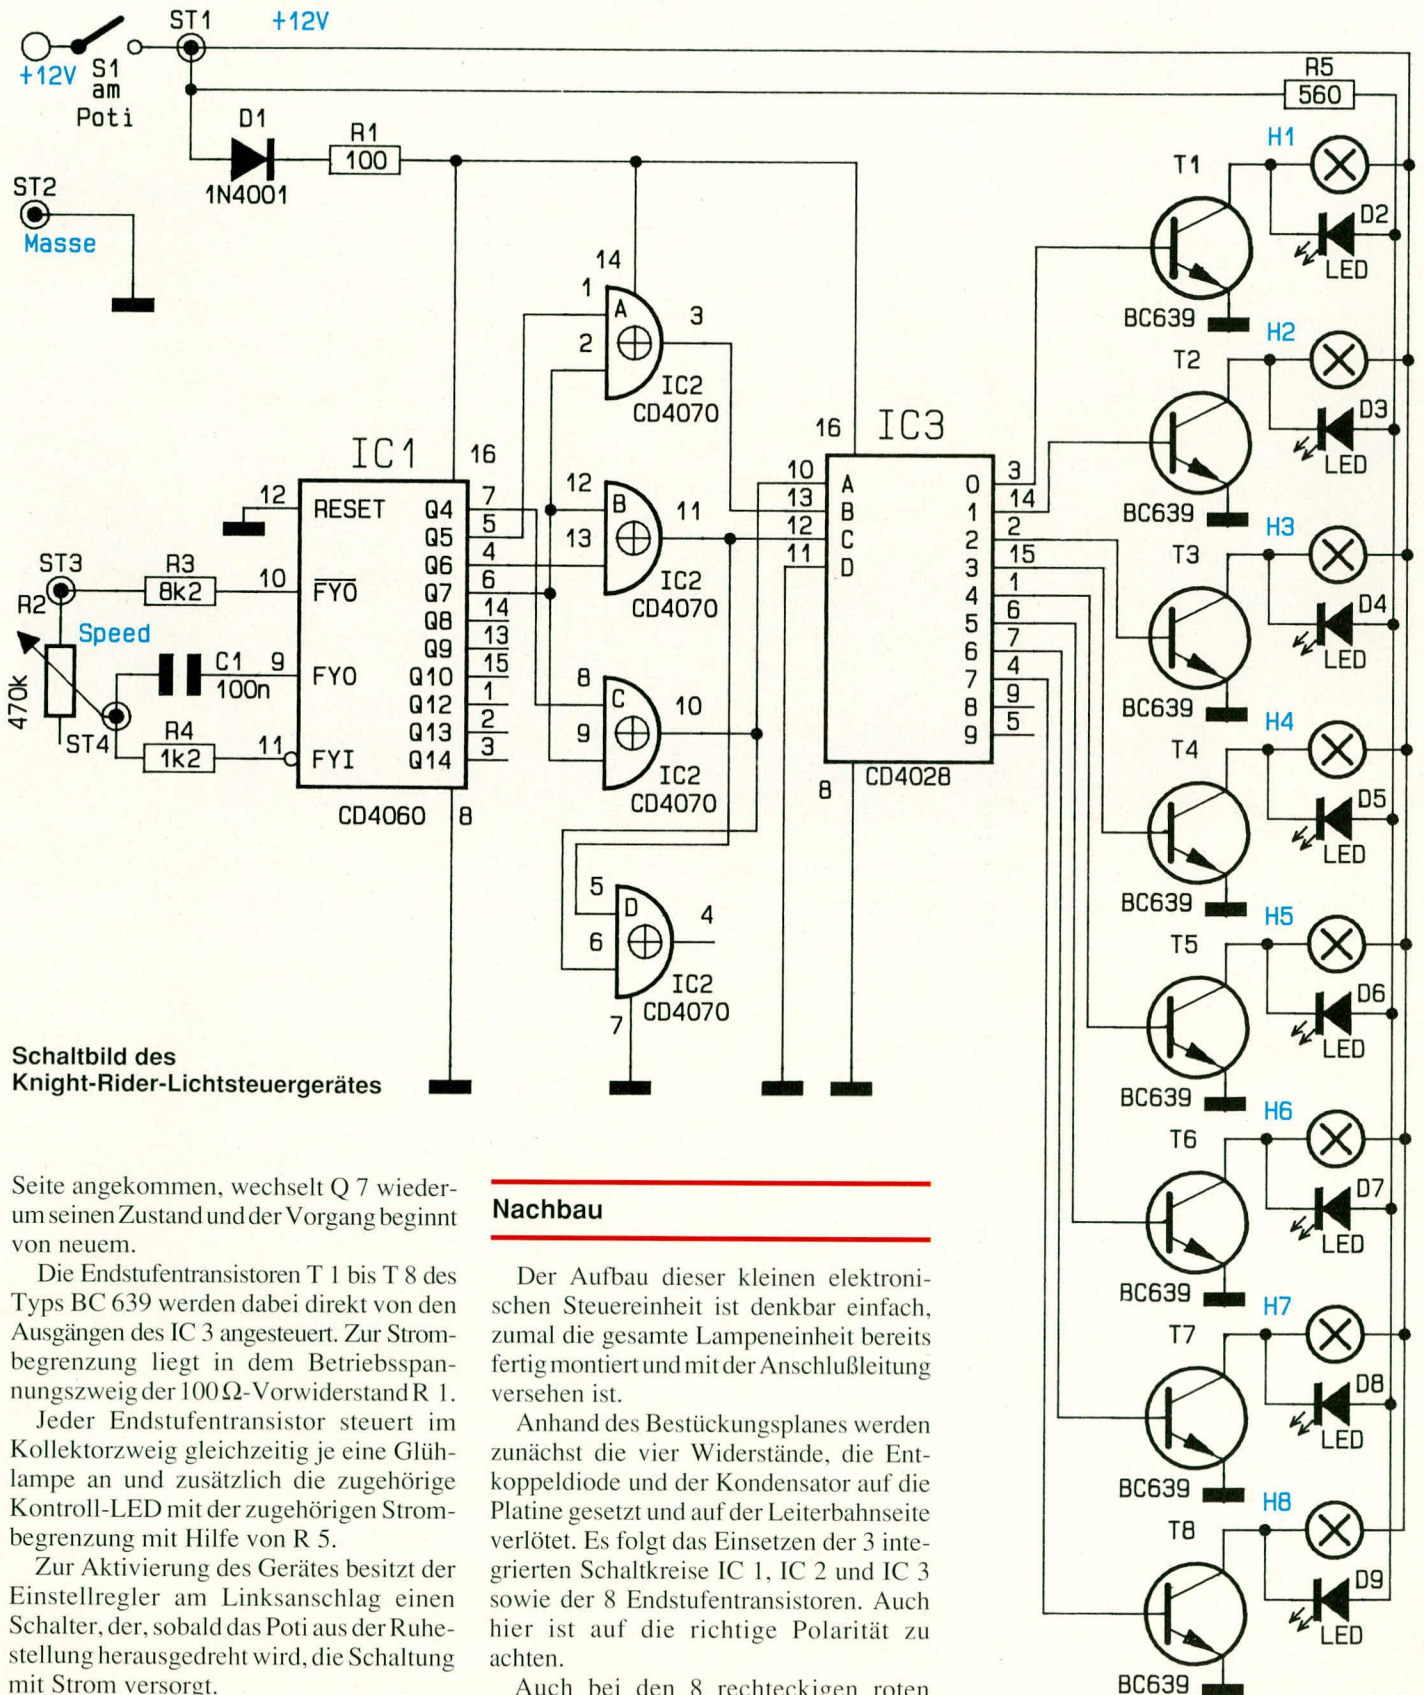 ST1
+12V
+12V
S1
am
Poti
R5
560
D1
R1
100
1N4001
ST2
Masse
H1
T1
D2
LED
BC639
H2
T2
D3
LED
BC639
H3
T3
D4
LED
BC639
H4
T4
D5
LED
BC639
H5
T5
D6
LED
BC639
H6
T6
D7
LED
BC639
H7
T7
D8
LED
BC639
H8
T8
D9
LED
BC639
14
1
A
3
2
IC2
CD4070
12
B
11
13
IC2
CD4070
8
C
10
9
IC2
CD4070
5
D
4
6
IC2
CD4070
7
IC1
16
12
RESET
Q4
7
Q5
5
Q6
4
Q7
6
Q8
14
Q9
13
Q10
15
Q12
1
Q13
2
Q14
3
10
FYO
9
FYO
11
FYI
CD4060
8
ST3
R3
8k2
R2
Speed
470k
C1
100n
ST4
R4
1k2
IC3
16
10
A
13
B
12
C
11
D
0
3
1
14
2
2
3
15
4
1
5
6
6
7
7
4
8
9
9
5
8
CD4028
Schaltbild des
Knight-Rider-Lichtsteuergerätes
Seite angekommen, wechselt Q 7 wieder-
um seinen Zustand und der Vorgang beginnt
von neuem.
Die Endstufentransistoren T 1 bis T 8 des
Typs BC 639 werden dabei direkt von den
Ausgängen des IC 3 angesteuert. Zur Strom-
begrenzung liegt in dem Betriebsspan-
nungszweig der 100 Ω-Vorwiderstand R 1.
Jeder Endstufentransistor steuert im
Kollektorzweig gleichzeitig je eine Glüh-
lampe an und zusätzlich die zugehörige
Kontroll-LED mit der zugehörigen Strom-
begrenzung mit Hilfe von R 5.
Zur Aktivierung des Gerätes besitzt der
Einstellregler am Linksanschlag einen
Schalter, der, sobald das Poti aus der Ruhe-
stellung herausgedreht wird, die Schaltung
mit Strom versorgt.
Nachbau
Der Aufbau dieser kleinen elektroni-
schen Steuereinheit ist denkbar einfach,
zumal die gesamte Lampeneinheit bereits
fertig montiert und mit der Anschlußleitung
versehen ist.
Anhand des Bestückungsplanes werden
zunächst die vier Widerstände, die Ent-
koppeldiode und der Kondensator auf die
Platine gesetzt und auf der Leiterbahnseite
verlötet. Es folgt das Einsetzen der 3 inte-
grierten Schaltkreise IC 1, IC 2 und IC 3
sowie der 8 Endstufentransistoren. Auch
hier ist auf die richtige Polarität zu
achten.
Auch bei den 8 rechteckigen roten